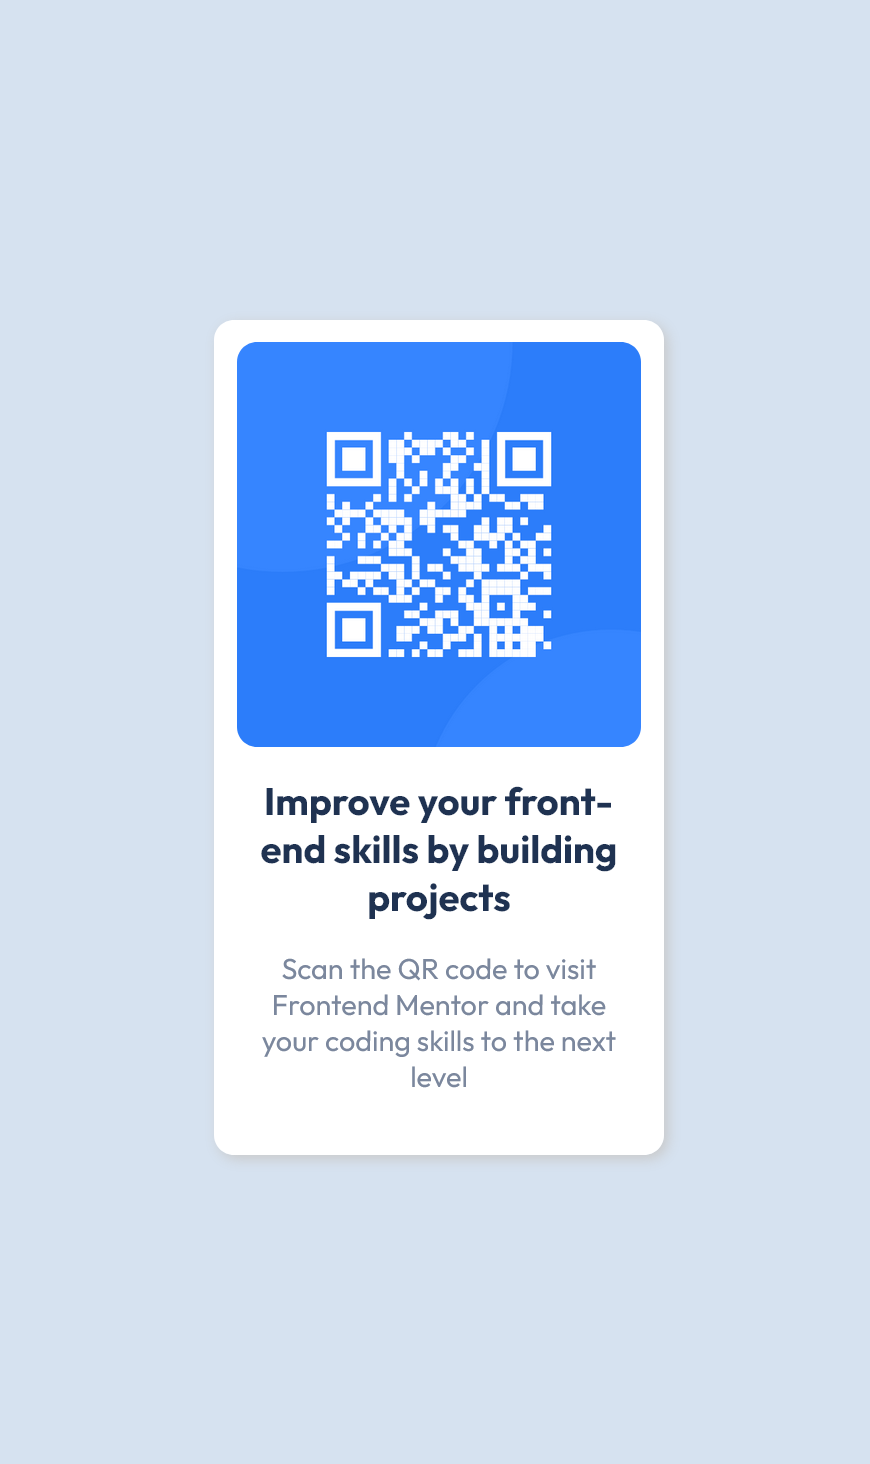 Improve your front-
end skills by building
projects
Scan the QR code to visit
Frontend Mentor and take
your coding skills to the next
level